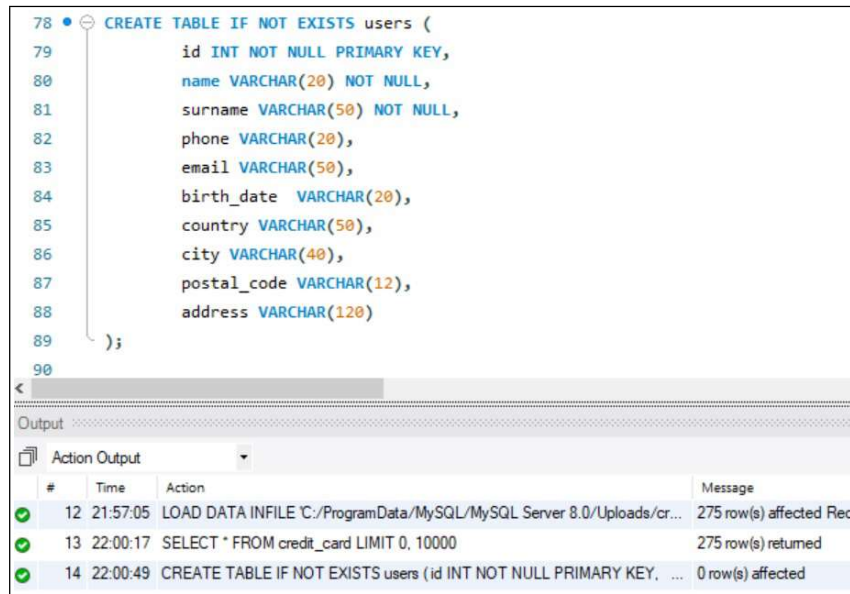 78 CREATE TABLE IF NOT EXISTS users (
79 id INT NOT NULL PRIMARY KEY,
80 name VARCHAR(20) NOT NULL,
81 surname VARCHAR(50) NOT NULL,
82 phone VARCHAR(20),
83 email VARCHAR(50),
84 birth_date  VARCHAR(20),
85 country VARCHAR(50),
86 city VARCHAR(40),
87 postal_code VARCHAR(12),
88 address VARCHAR(120)
89 );
90
Output
Action Output
# Time Action Message
12 21:57:05 LOAD DATA INFILE 'C:/ProgramData/MySQL/MySQL Server 8.0/Uploads/cr... 275 row(s) affected Rec
13 22:00:17 SELECT * FROM credit_card LIMIT 0, 10000 275 row(s) returned
14 22:00:49 CREATE TABLE IF NOT EXISTS users ( id INT NOT NULL PRIMARY KEY, ... 0 row(s) affected